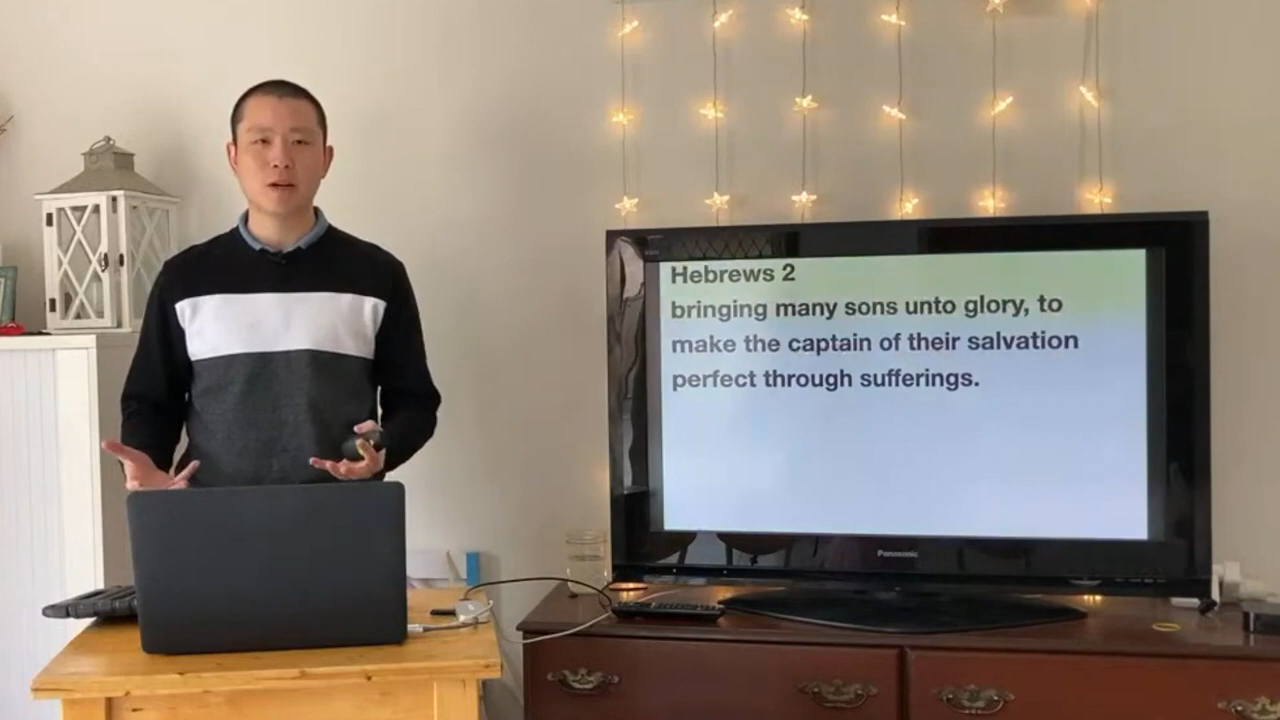 Hebrews 2
bringing many sons unto glory, to
make the captain of their salvation
perfect through sufferings.
Panasonic